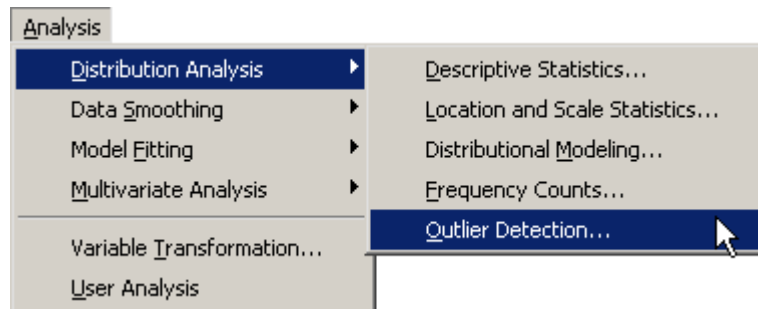 Analysis
Distribution Analysis
Data Smoothing
Model Fitting
Multivariate Analysis
Variable Transformation...
User Analysis
Descriptive Statistics...
Location and Scale Statistics...
Distributional Modeling...
Frequency Counts...
Outlier Detection...